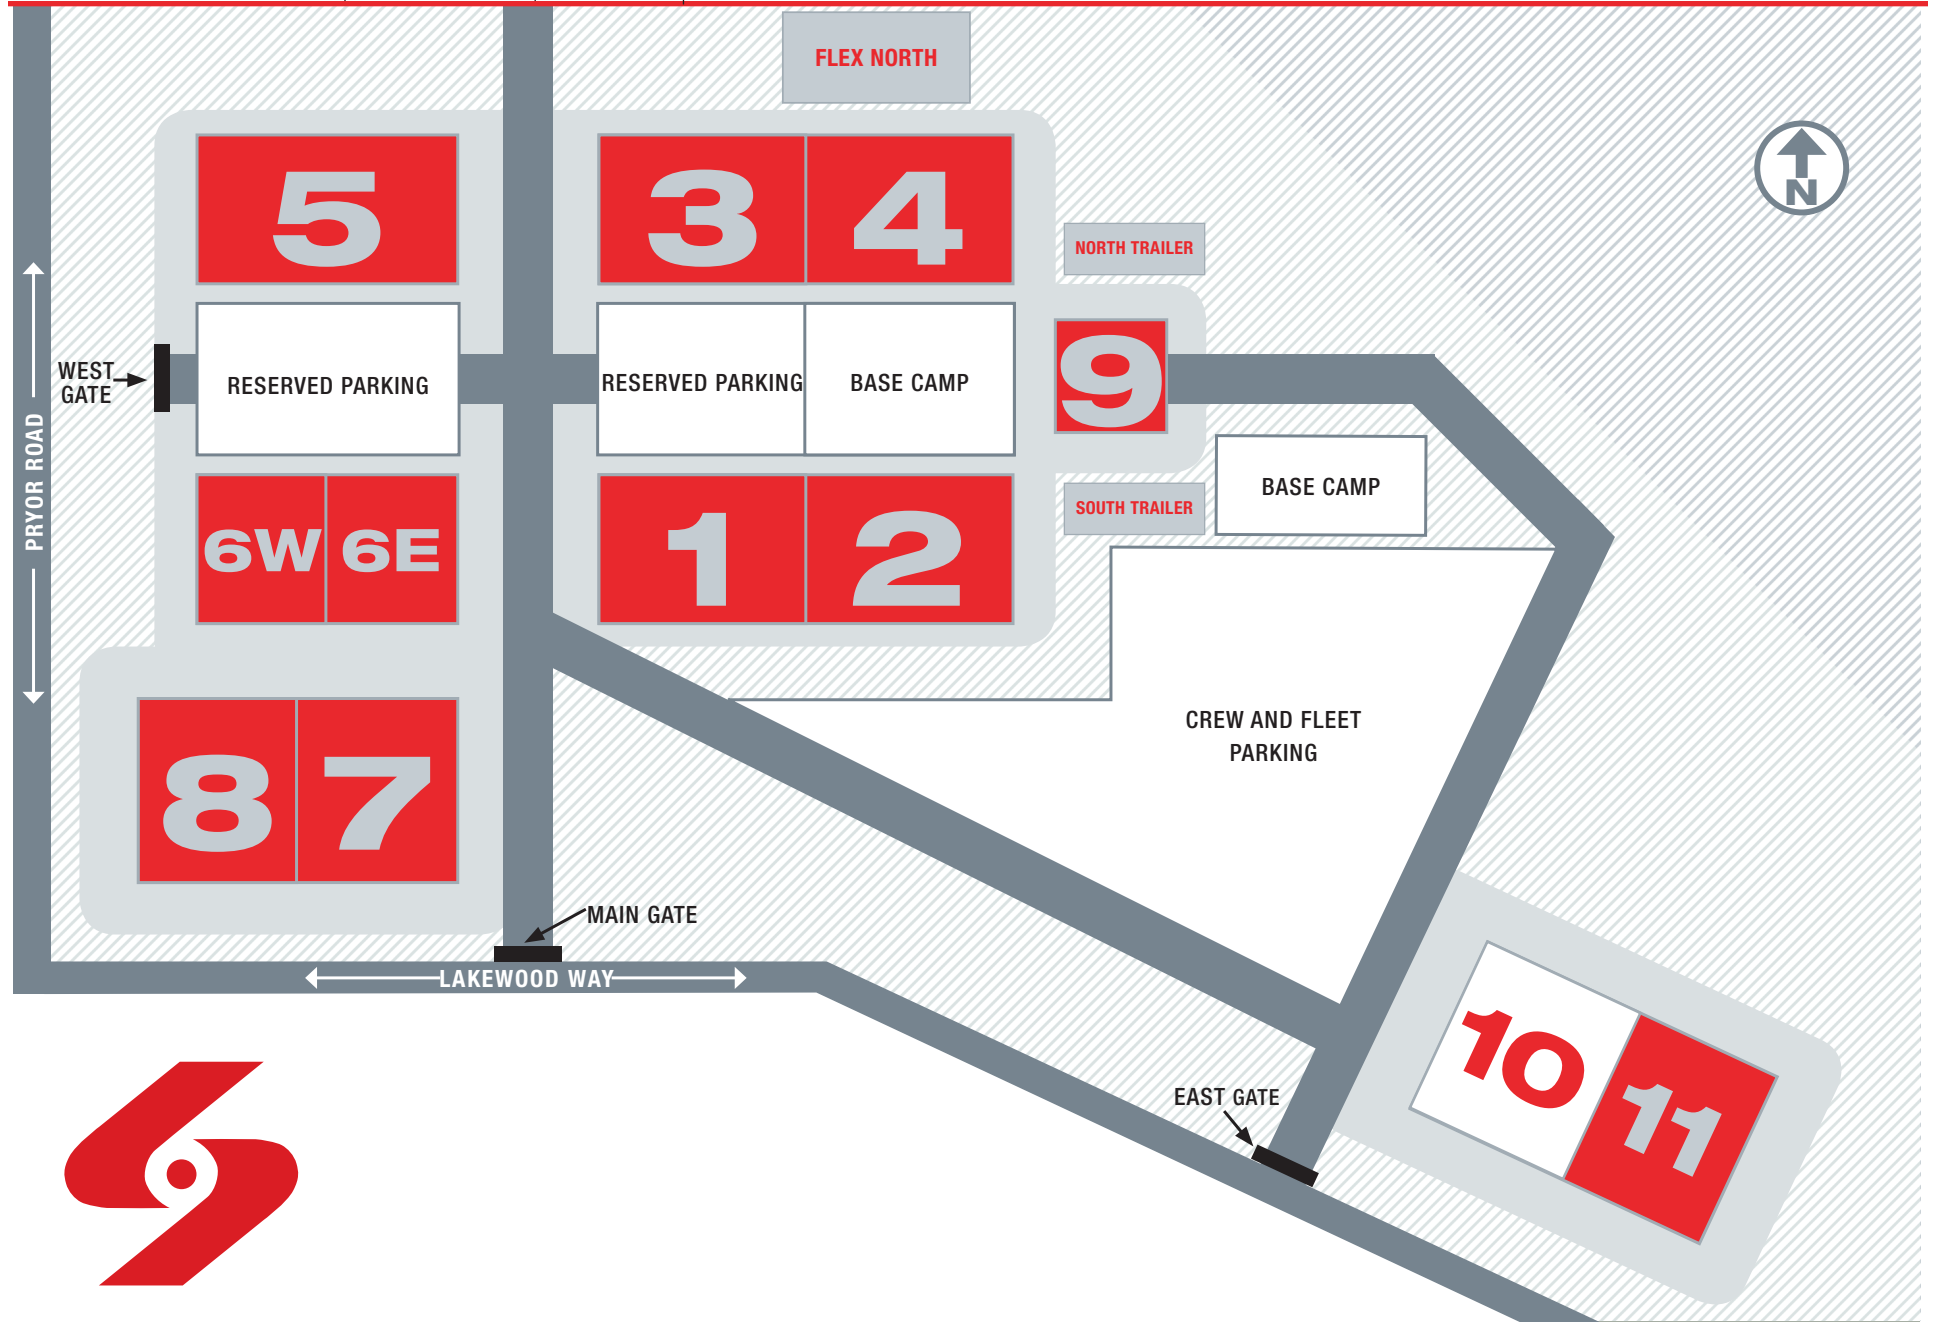 FLEX NORTH
5
3
4
N
NORTH TRAILER
WEST
GATE
RESERVED PARKING
RESERVED PARKING
BASE CAMP
9
PRYOR ROAD
6W
6E
1
2
SOUTH TRAILER
BASE CAMP
8
7
CREW AND FLEET
PARKING
MAIN GATE
LAKEWOOD WAY
EAST GATE
10
11